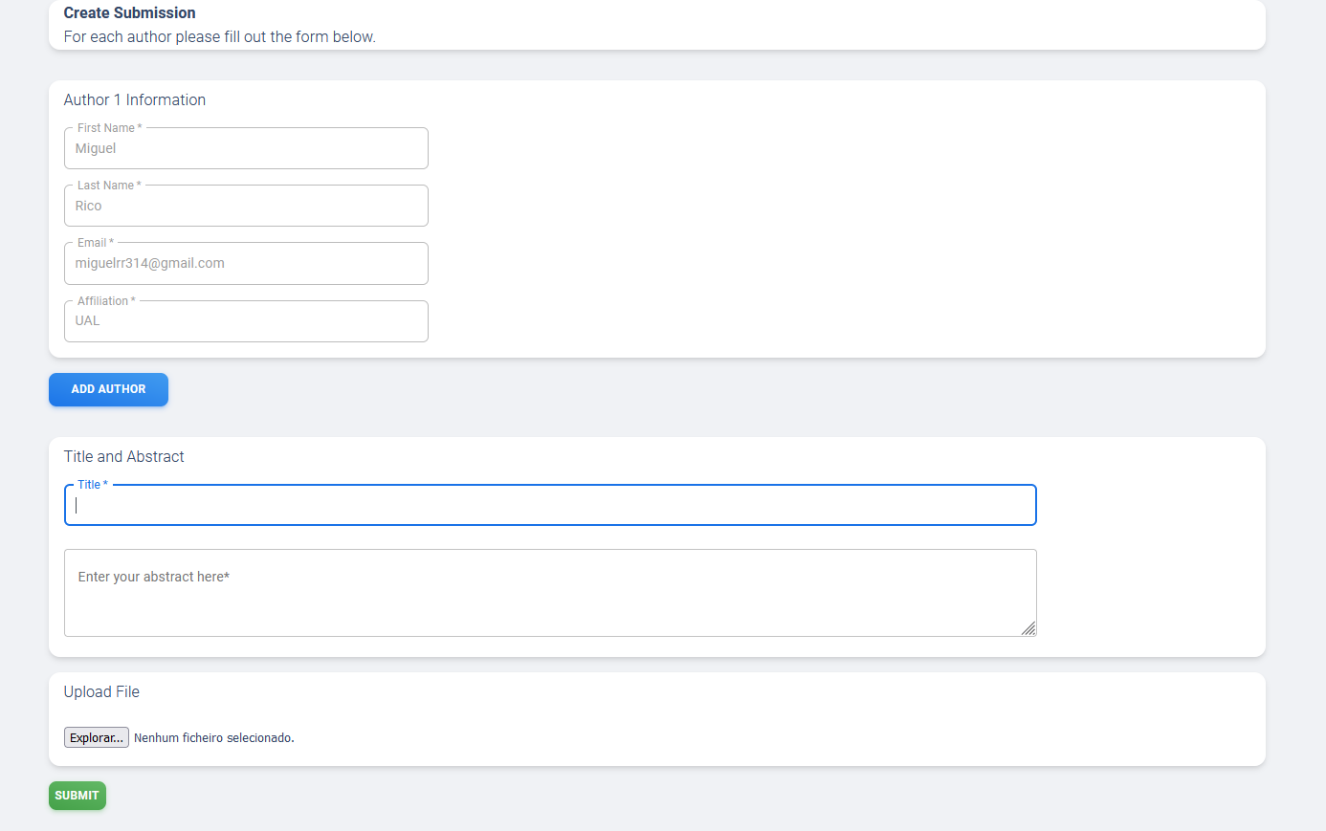 Create Submission
For each author please fill out the form below.
Author 1 Information
First Name *
Miguel
Last Name *
Rico
Email *
miguelrr314@gmail.com
Affiliation *
UAL
ADD AUTHOR
Title and Abstract
Title *
Enter your abstract here*
Upload File
Explorar... Nenhum ficheiro selecionado.
SUBMIT